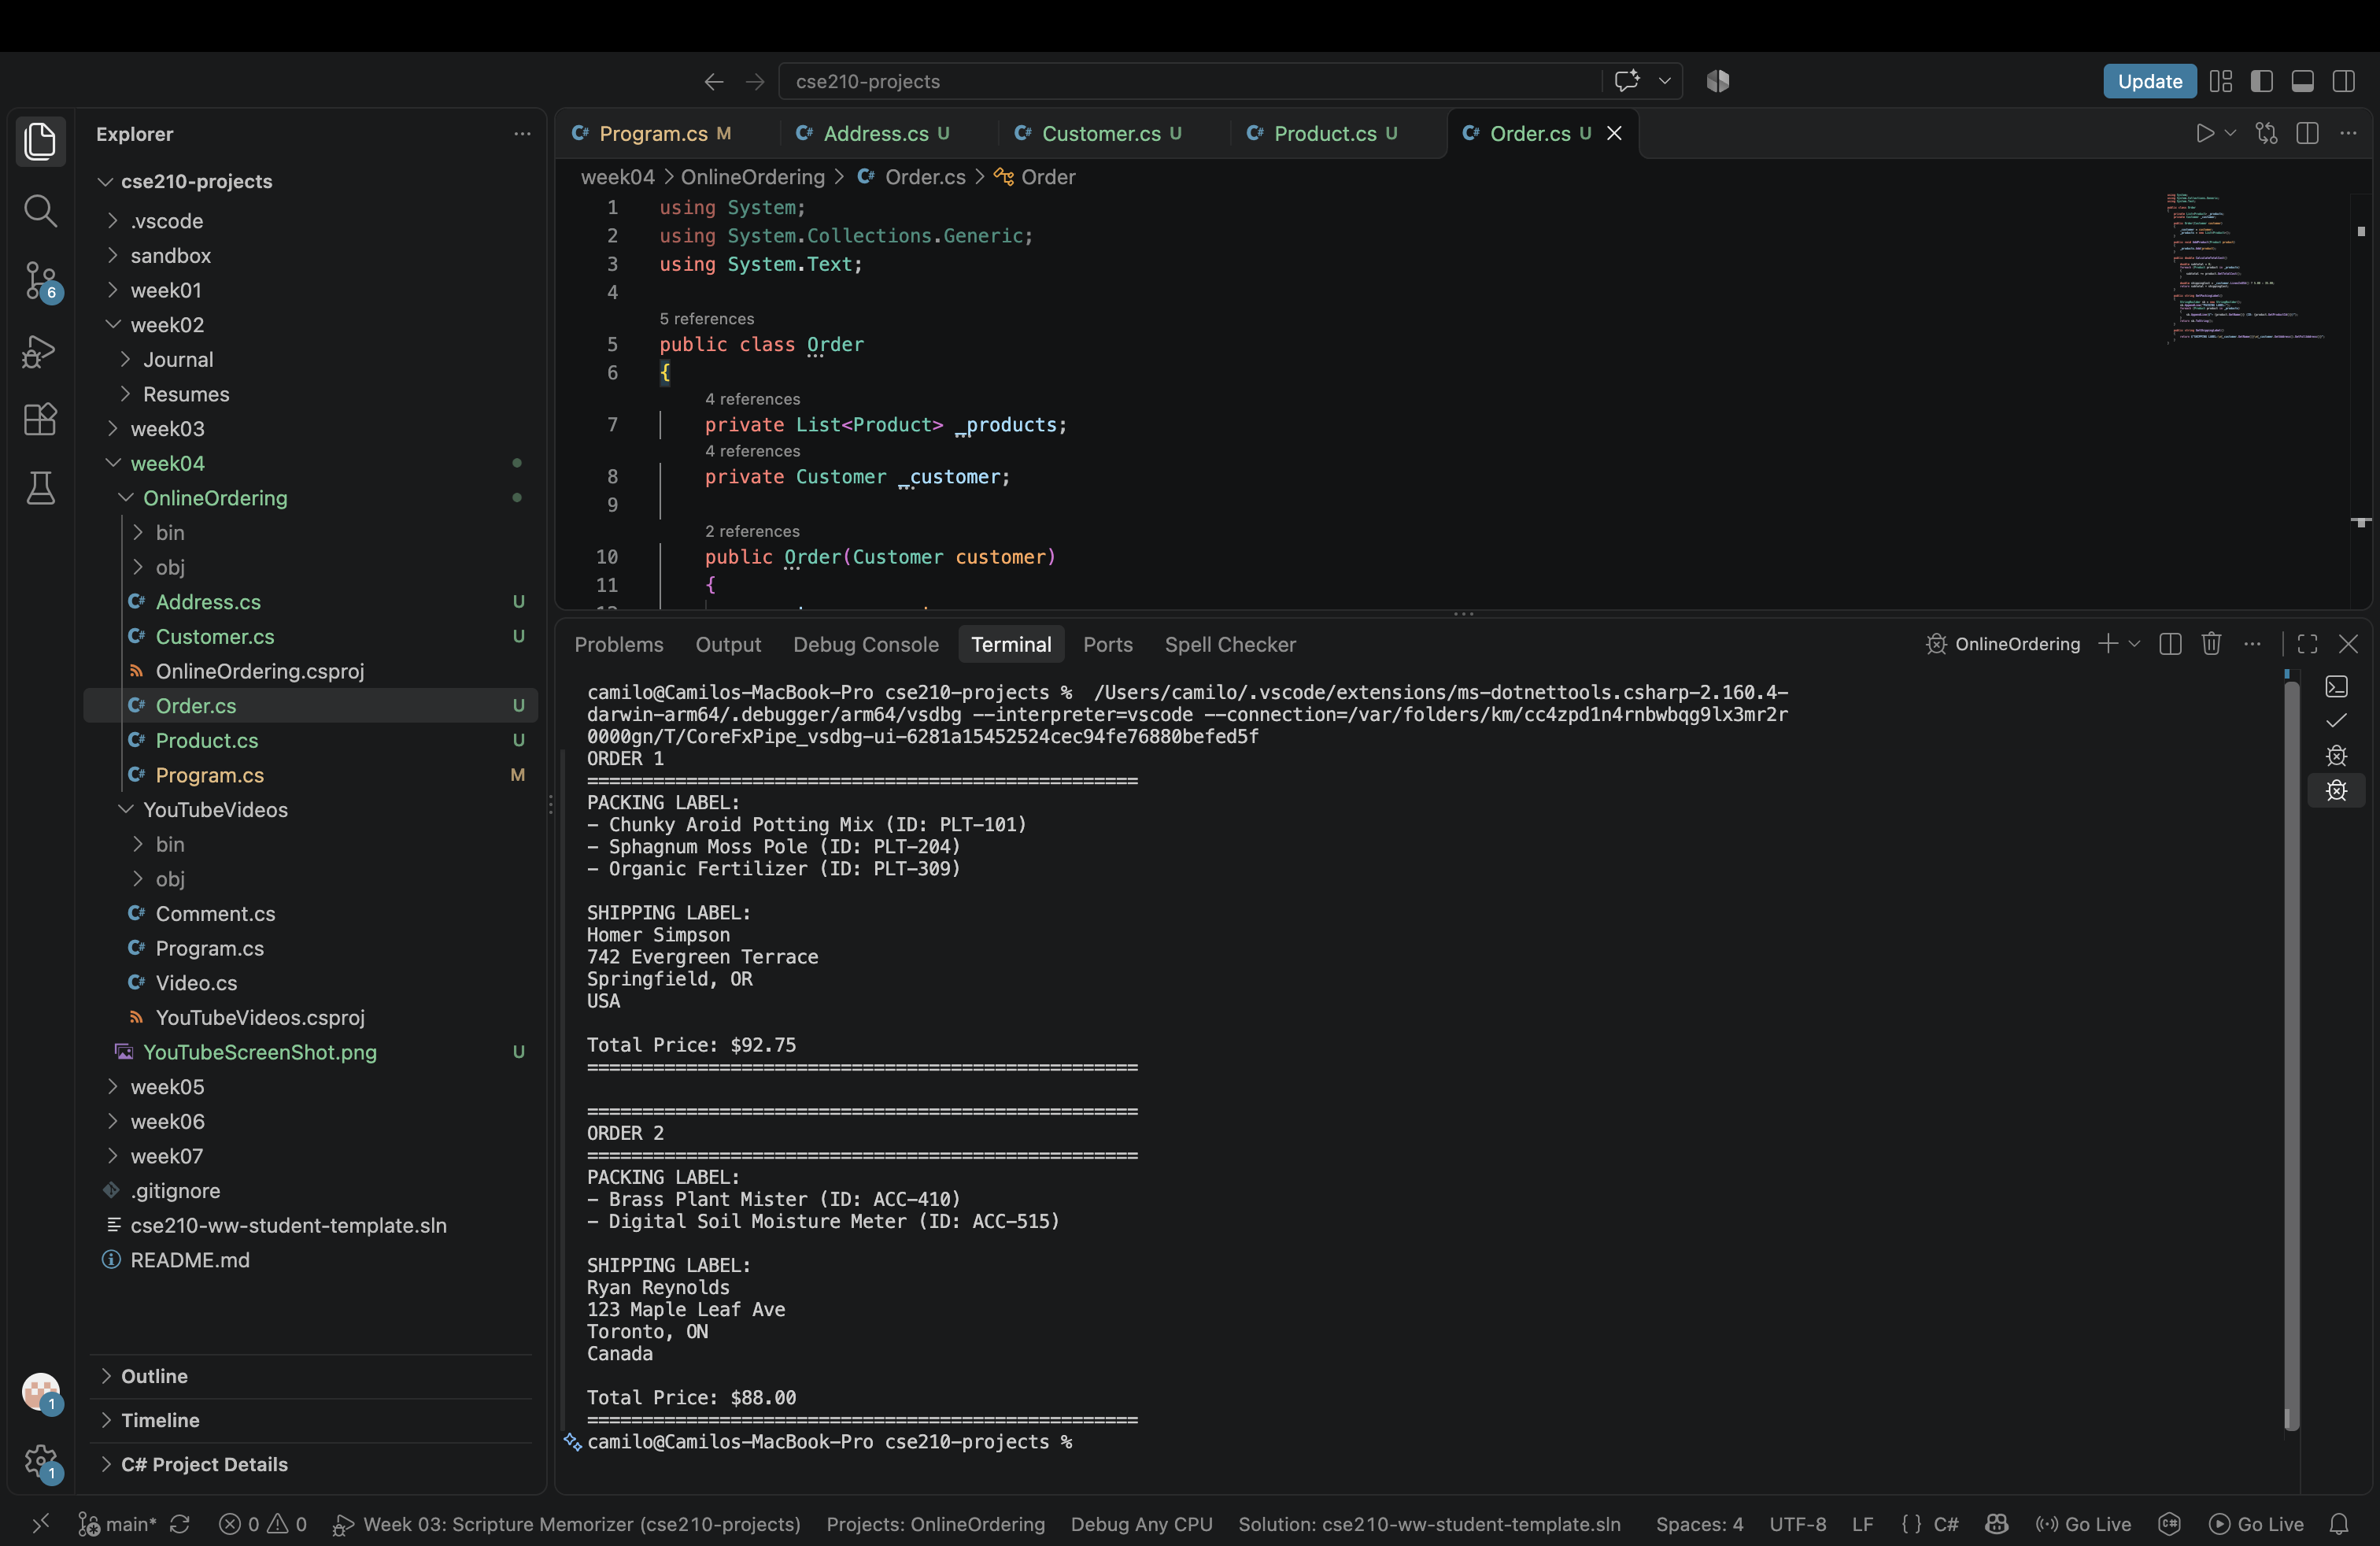 cse210-projects
Update
Explorer
Program.cs M
Address.cs U
Customer.cs U
Product.cs U
Order.cs U
week04 > OnlineOrdering > Order.cs > Order
cse210-projects
.vscode
sandbox
week01
week02
Journal
Resumes
week03
week04
OnlineOrdering
bin
obj
Address.cs U
Customer.cs U
OnlineOrdering.csproj
Order.cs U
Product.cs U
Program.cs M
YouTubeVideos
bin
obj
Comment.cs
Program.cs
Video.cs
YouTubeVideos.csproj
YouTubeScreenShot.png U
week05
week06
week07
.gitignore
cse210-ww-student-template.sln
README.md
Outline
Timeline
C# Project Details
6
1
1
1 using System;
2 using System.Collections.Generic;
3 using System.Text;
4
5 references
5 public class Order
6 {
4 references
7 private List<Product> _products;
4 references
8 private Customer _customer;
9
2 references
10 public Order(Customer customer)
11 {
Problems Output Debug Console Terminal Ports Spell Checker
OnlineOrdering
camilo@Camilos-MacBook-Pro cse210-projects %  /Users/camilo/.vscode/extensions/ms-dotnettools.csharp-2.160.4-
darwin-arm64/.debugger/arm64/vsdbg --interpreter=vscode --connection=/var/folders/km/cc4zpd1n4rnbwbqg9lx3mr2r
0000gn/T/CoreFxPipe_vsdbg-ui-6281a15452524cec94fe76880befed5f
ORDER 1
==================================================
PACKING LABEL:
- Chunky Aroid Potting Mix (ID: PLT-101)
- Sphagnum Moss Pole (ID: PLT-204)
- Organic Fertilizer (ID: PLT-309)
SHIPPING LABEL:
Homer Simpson
742 Evergreen Terrace
Springfield, OR
USA
Total Price: $92.75
==================================================
==================================================
ORDER 2
==================================================
PACKING LABEL:
- Brass Plant Mister (ID: ACC-410)
- Digital Soil Moisture Meter (ID: ACC-515)
SHIPPING LABEL:
Ryan Reynolds
123 Maple Leaf Ave
Toronto, ON
Canada
Total Price: $88.00
==================================================
camilo@Camilos-MacBook-Pro cse210-projects %
main* 0 0 Week 03: Scripture Memorizer (cse210-projects) Projects: OnlineOrdering Debug Any CPU Solution: cse210-ww-student-template.sln Spaces: 4 UTF-8 LF {} C# Go Live Go Live